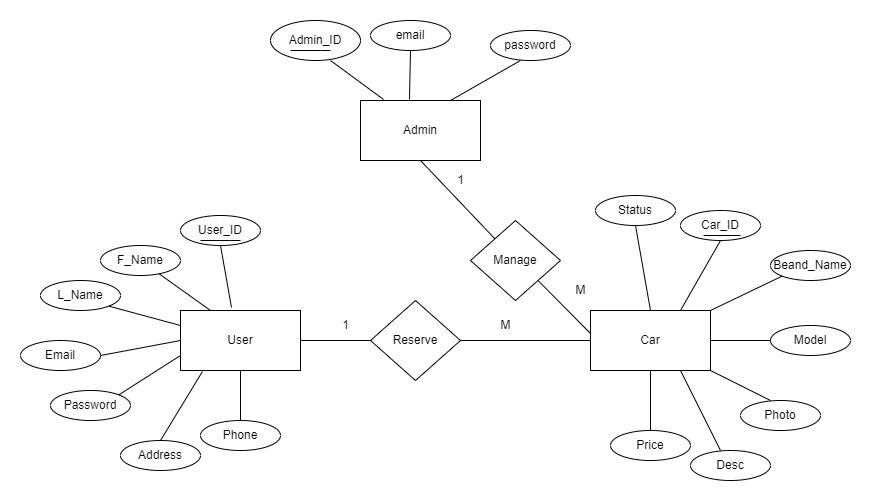 Admin_ID
email
password
Admin
1
Status
Car_ID
User_ID
F_Name
Manage
Beand_Name
L_Name
M
1
M
User
Reserve
Car
Model
Email
Password
Photo
Phone
Price
Address
Desc